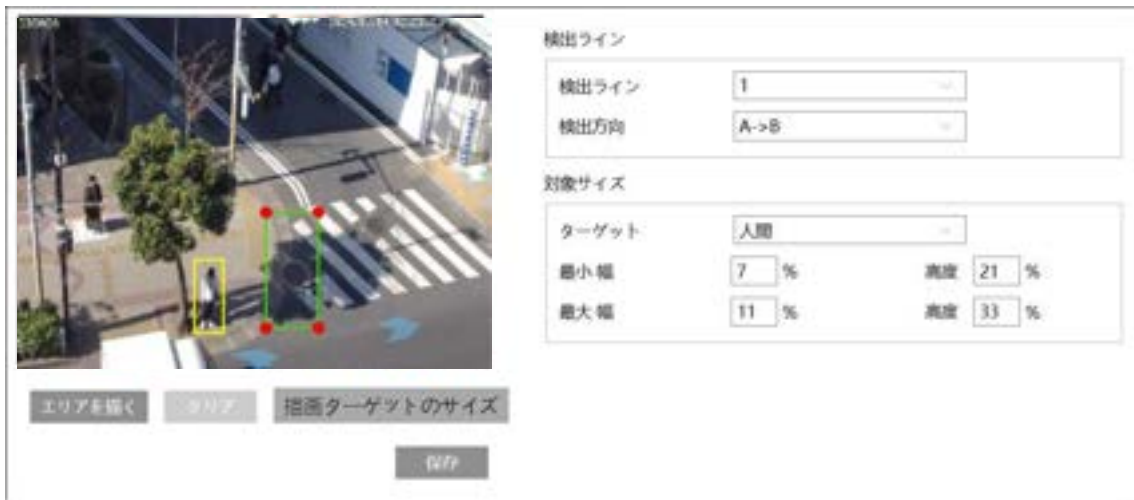 検出ライン
検出ライン 1
検出方向 A->B
対象サイズ
ターゲット 人間
最小 幅 7 % 高度 21 %
最大 幅 11 % 高度 33 %
エリアを描く クリア 描画ターゲットのサイズ
保存